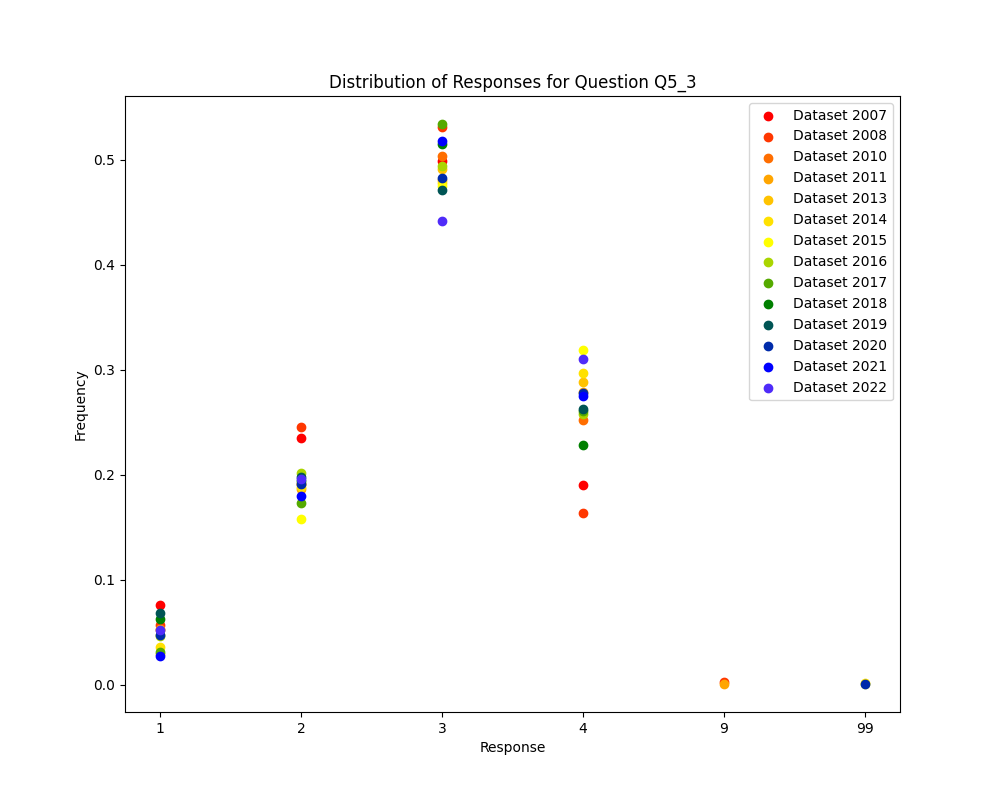 Distribution of Responses for Question Q5_3
Dataset 2007
Dataset 2008
Dataset 2010
Dataset 2011
Dataset 2013
Dataset 2014
Dataset 2015
Dataset 2016
Dataset 2017
Dataset 2018
Dataset 2019
Dataset 2020
Dataset 2021
Dataset 2022
Frequency
0.5
0.4
0.3
0.2
0.1
0.0
1 2 3 4 9 99
Response